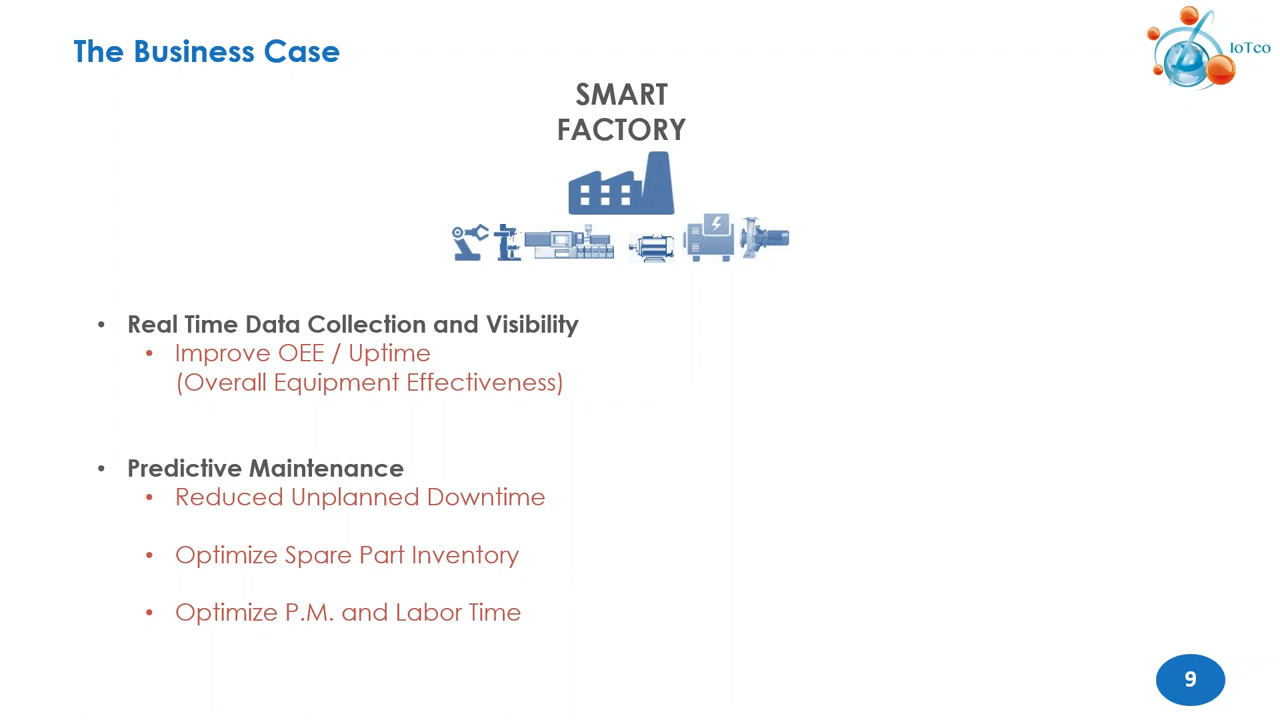 The Business Case
IoTco
SMART
FACTORY
• Real Time Data Collection and Visibility
• Improve OEE / Uptime
(Overall Equipment Effectiveness)
• Predictive Maintenance
• Reduced Unplanned Downtime
• Optimize Spare Part Inventory
• Optimize P.M. and Labor Time
9